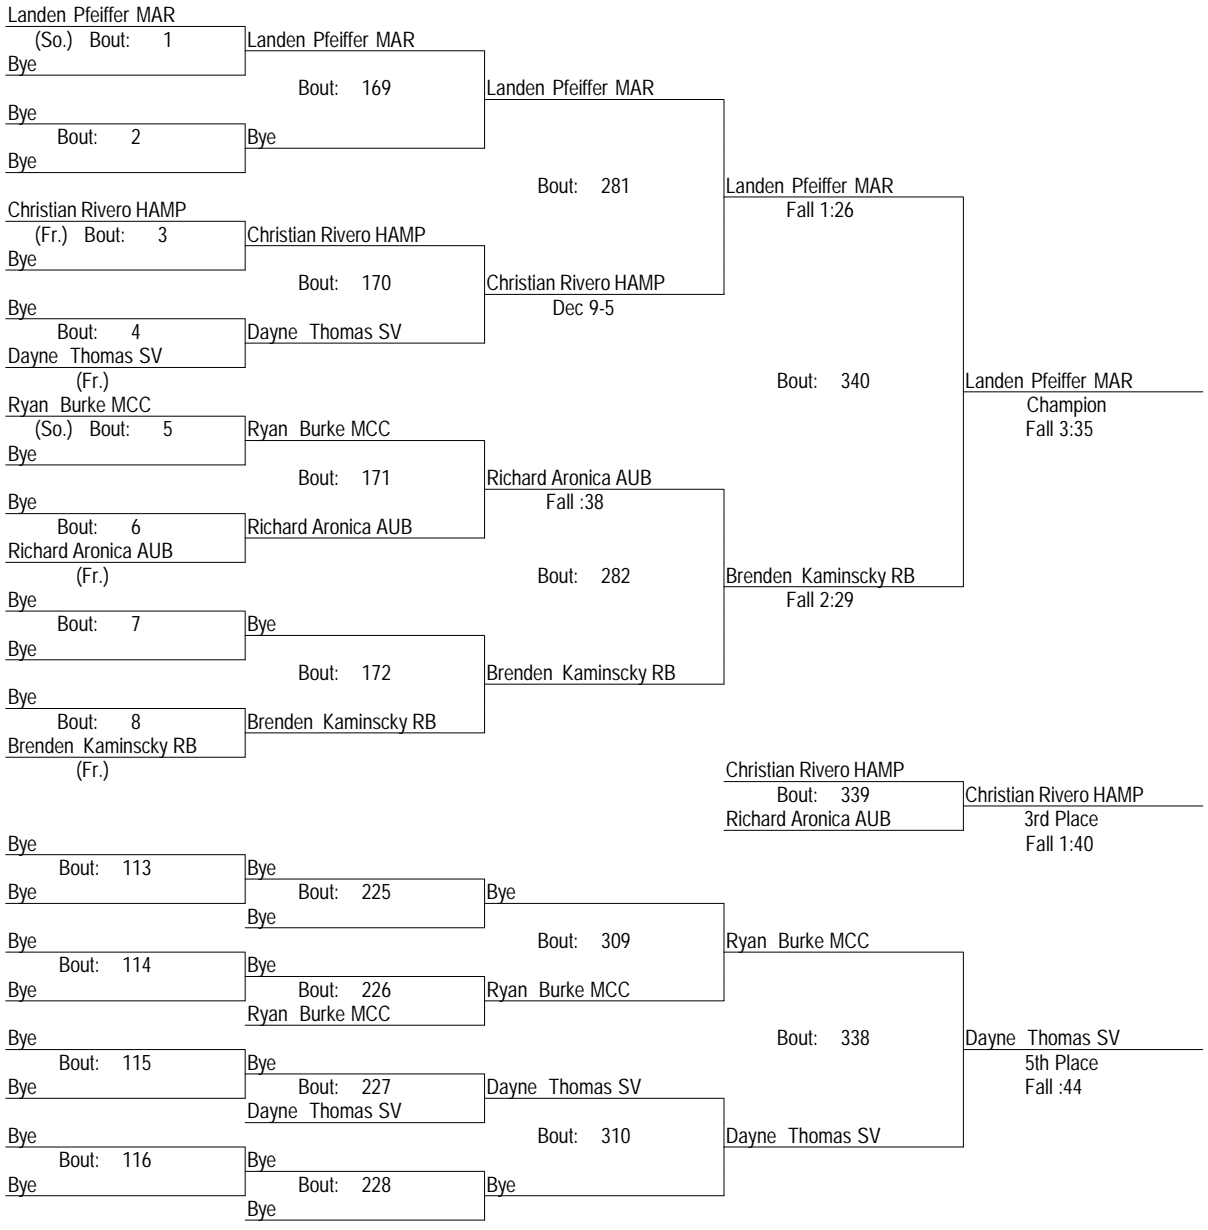 Landen Pfeiffer MAR
(So.) Bout: 1 Landen Pfeiffer MAR
Bye
Bout: 169 Landen Pfeiffer MAR
Bye
Bout: 2 Bye
Bye
Bout: 281 Landen Pfeiffer MAR
Christian Rivero HAMP Fall 1:26
(Fr.) Bout: 3 Christian Rivero HAMP
Bye
Bout: 170 Christian Rivero HAMP
Bye Dec 9-5
Bout: 4 Dayne Thomas SV
Dayne Thomas SV
(Fr.) Bout: 340 Landen Pfeiffer MAR
Ryan Burke MCC Champion
(So.) Bout: 5 Ryan Burke MCC Fall 3:35
Bye
Bout: 171 Richard Aronica AUB
Bye Fall :38
Bout: 6 Richard Aronica AUB
Richard Aronica AUB
(Fr.) Bout: 282 Brenden Kaminscky RB
Bye Fall 2:29
Bout: 7 Bye
Bye
Bout: 172 Brenden Kaminscky RB
Bye
Bout: 8 Brenden Kaminscky RB
Brenden Kaminscky RB
(Fr.) Christian Rivero HAMP
Bout: 339 Christian Rivero HAMP
Richard Aronica AUB 3rd Place
Bye Fall 1:40
Bout: 113 Bye
Bye Bout: 225 Bye
Bye
Bye Bout: 309 Ryan Burke MCC
Bout: 114 Bye
Bye Bout: 226 Ryan Burke MCC
Ryan Burke MCC
Bye Bout: 338 Dayne Thomas SV
Bout: 115 Bye 5th Place
Bye Bout: 227 Dayne Thomas SV Fall :44
Dayne Thomas SV
Bye Bout: 310 Dayne Thomas SV
Bout: 116 Bye
Bye Bout: 228 Bye
Bye